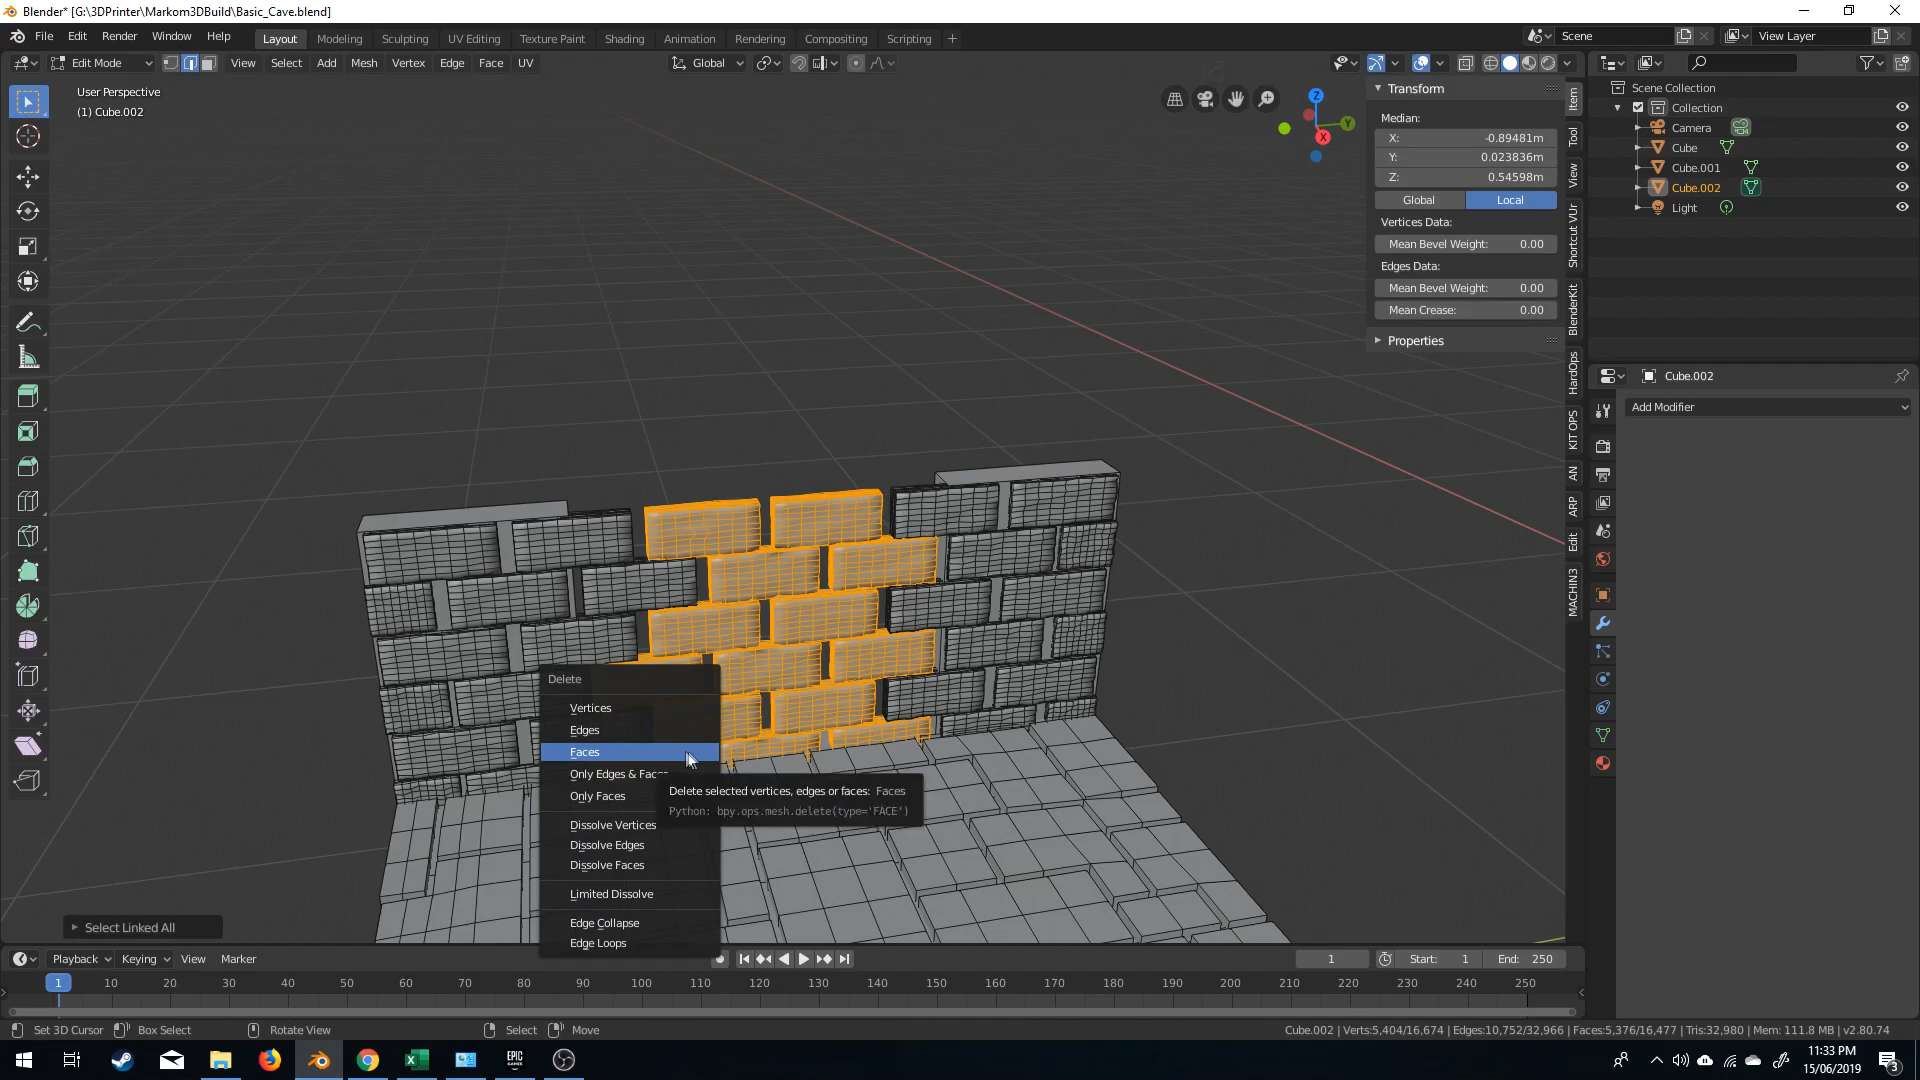 Blender* [G:\3DPrinter\Markom3DBuild\Basic_Cave.blend]
File Edit Render Window Help
Layout Modeling Sculpting UV Editing Texture Paint Shading Animation Rendering Compositing Scripting +
Scene
View Layer
Edit Mode
View Select Add Mesh Vertex Edge Face UV
Global
User Perspective
(1) Cube.002
Z
Y
X
Transform
Median:
X: -0.89481m
Y: 0.023836m
Z: 0.54598m
Global Local
Vertices Data:
Mean Bevel Weight: 0.00
Edges Data:
Mean Bevel Weight: 0.00
Mean Crease: 0.00
Properties
Item
Tool
View
Shortcut VUr
BlenderKit
HardOps
KIT OPS
AN
ARP
Edit
MACHIN3
Scene Collection
Collection
Camera
Cube
Cube.001
Cube.002
Light
Cube.002
Add Modifier
Delete
Vertices
Edges
Faces
Only Edges & Faces
Only Faces
Dissolve Vertices
Dissolve Edges
Dissolve Faces
Limited Dissolve
Edge Collapse
Edge Loops
Delete selected vertices, edges or faces: Faces
Python: bpy.ops.mesh.delete(type='FACE')
Select Linked All
Playback Keying View Marker
1
Start: 1
End: 250
1 10 20 30 40 50 60 70 80 90 100 110 120 130 140 150 160 170 180 190 200 210 220 230 240 250
Set 3D Cursor Box Select Rotate View Select Move
Cube.002 | Verts:5,404/16,674 | Edges:10,752/32,966 | Faces:5,376/16,477 | Tris:32,980 | Mem: 111.8 MB | v2.80.74
EPIC
GAMES
11:33 PM
15/06/2019
3